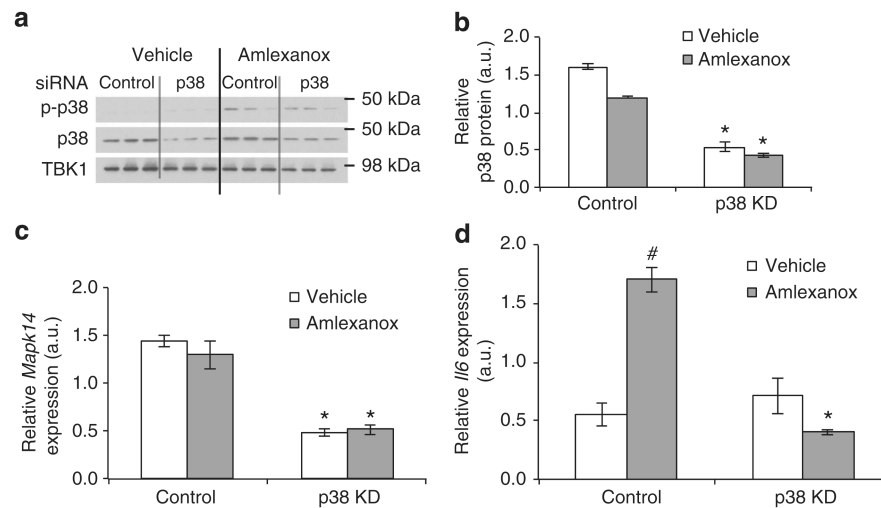 a
Vehicle Amlexanox
siRNA Control p38 Control p38
p-p38 50 kDa
p38 50 kDa
TBK1 98 kDa
b
Relative
p38 protein (a.u.)
2.0
1.5
1.0
0.5
0.0
Vehicle
Amlexanox
* *
Control p38 KD
c
Relative Mapk14
expression (a.u.)
2.0
1.5
1.0
0.5
0.0
Vehicle
Amlexanox
* *
Control p38 KD
d
Relative Il6 expression
(a.u.)
2.0
1.5
1.0
0.5
0.0
Vehicle
Amlexanox
#
*
Control p38 KD